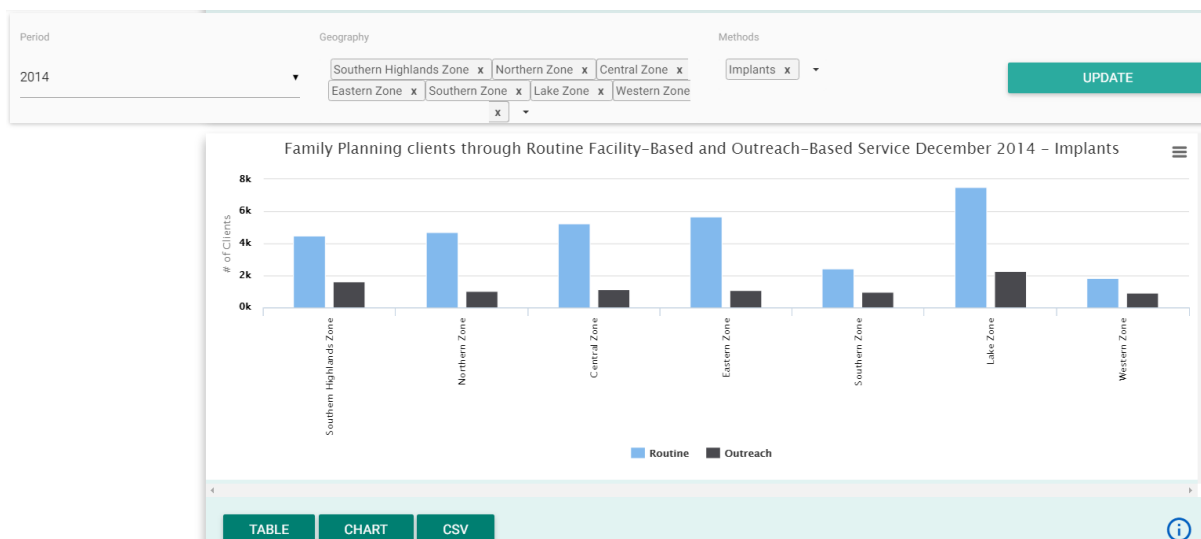 Period
Geography
Methods
2014
Southern Highlands Zone x Northern Zone x Central Zone x
Eastern Zone x Southern Zone x Lake Zone x Western Zone
x
Implants x
UPDATE
Family Planning clients through Routine Facility-Based and Outreach-Based Service December 2014 - Implants
# of Clients
8k
6k
4k
2k
0k
Southern Highlands Zone
Northern Zone
Central Zone
Eastern Zone
Southern Zone
Lake Zone
Western Zone
Routine
Outreach
TABLE
CHART
CSV